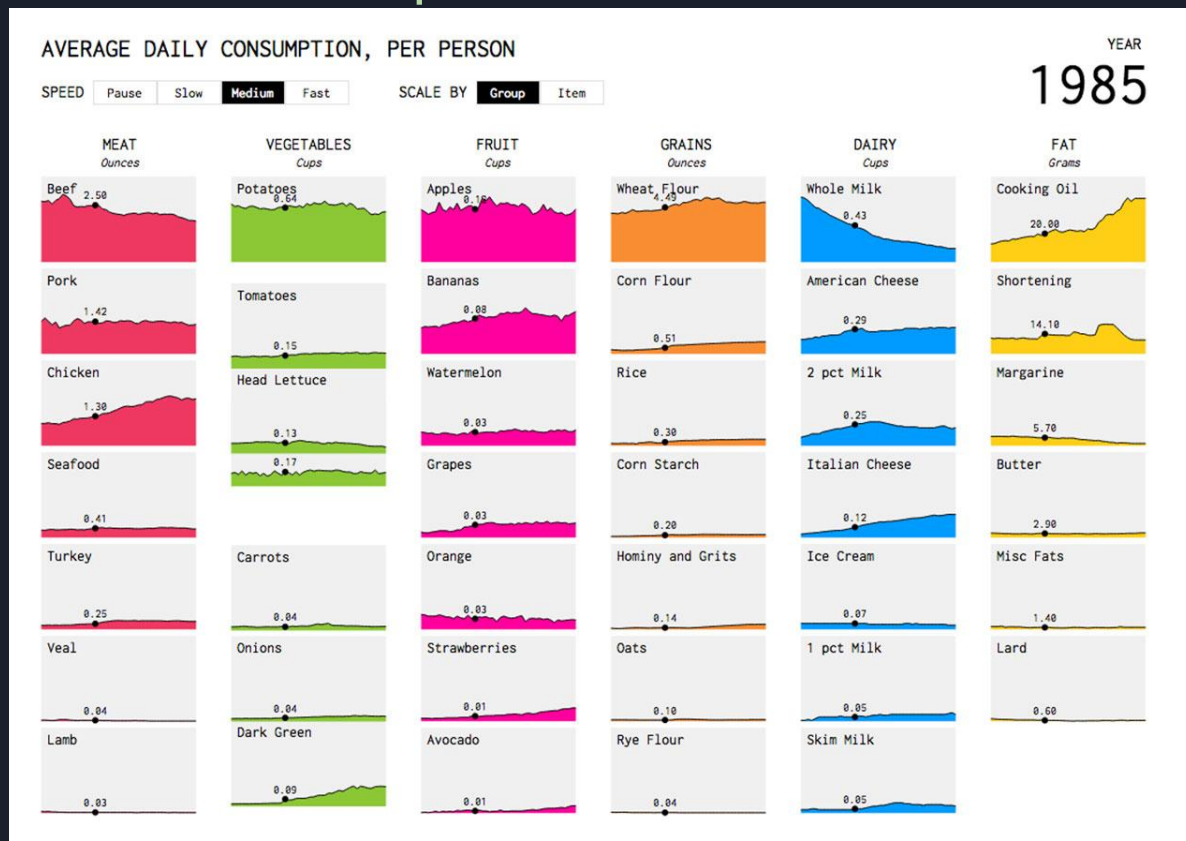 AVERAGE DAILY CONSUMPTION, PER PERSON
YEAR
1985
SPEED Pause Slow Medium Fast SCALE BY Group Item
MEAT VEGETABLES FRUIT GRAINS DAIRY FAT
Ounces Cups Cups Ounces Cups Grams
Beef Potatoes Apples Wheat Flour Whole Milk Cooking Oil
2.50 0.64 4.49 0.43 20.00
Pork Bananas Corn Flour American Cheese Shortening
Tomatoes
1.42 0.08 0.51 0.29 14.10
0.15
Chicken Watermelon Rice 2 pct Milk Margarine
Head Lettuce
1.30 0.03 0.30 0.25 5.70
0.13
Seafood Grapes Corn Starch Italian Cheese Butter
0.17
0.41 0.03 0.20 0.12 2.90
Turkey Carrots Orange Hominy and Grits Ice Cream Misc Fats
0.25 0.04 0.03 0.14 0.07 1.40
Veal Onions Strawberries Oats 1 pct Milk Lard
0.04 0.04 0.01 0.10 0.05 0.60
Dark Green
Lamb Avocado Rye Flour Skim Milk
0.09
0.03 0.01 0.04 0.05